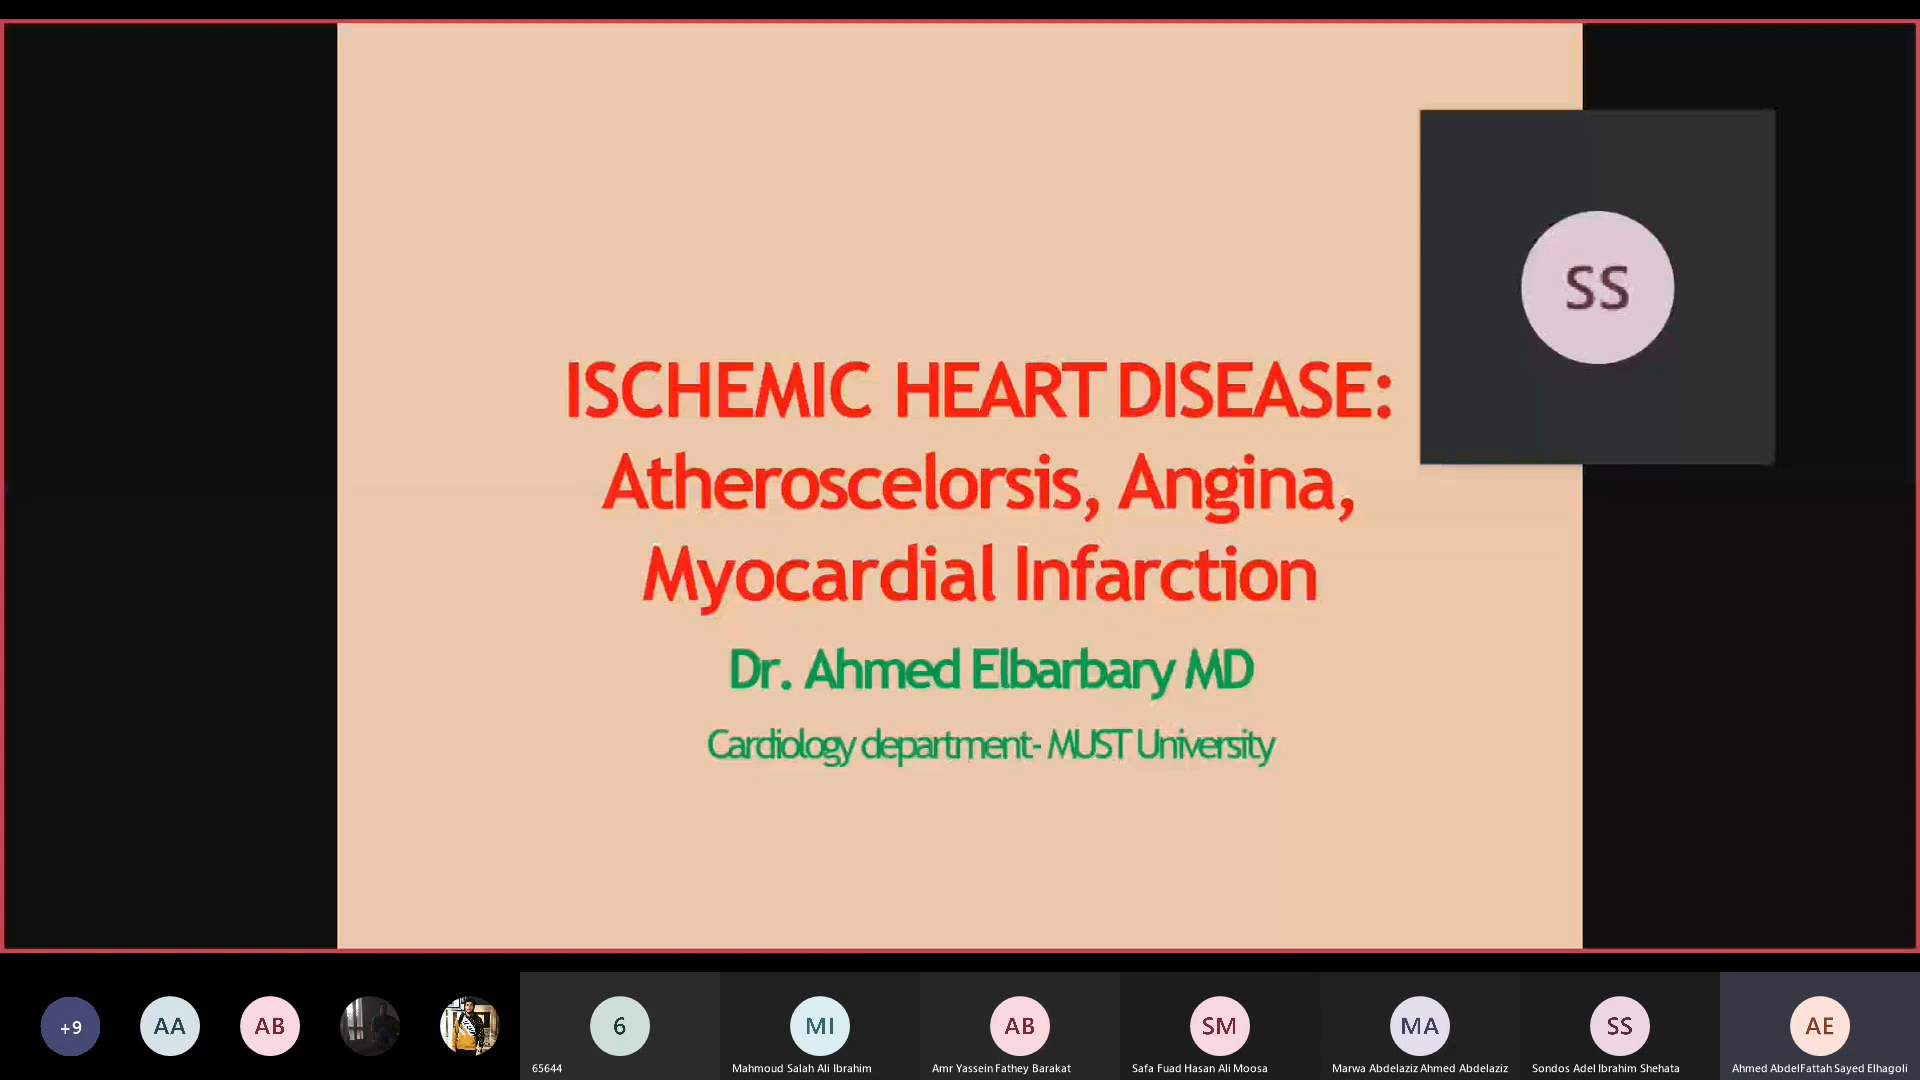 ISCHEMIC HEART DISEASE:
Atheroscelorsis, Angina,
Myocardial Infarction
Dr. Ahmed Elbarbary MD
Cardiology department- MUST University
SS
+9
AA
AB
6
65644
MI
Mahmoud Salah Ali Ibrahim
AB
Amr Yassein Fathey Barakat
SM
Safa Fuad Hasan Ali Moosa
MA
Marwa Abdelaziz Ahmed Abdelaziz
SS
Sondos Adel Ibrahim Shehata
AE
Ahmed AbdelFattah Sayed Elhagoli